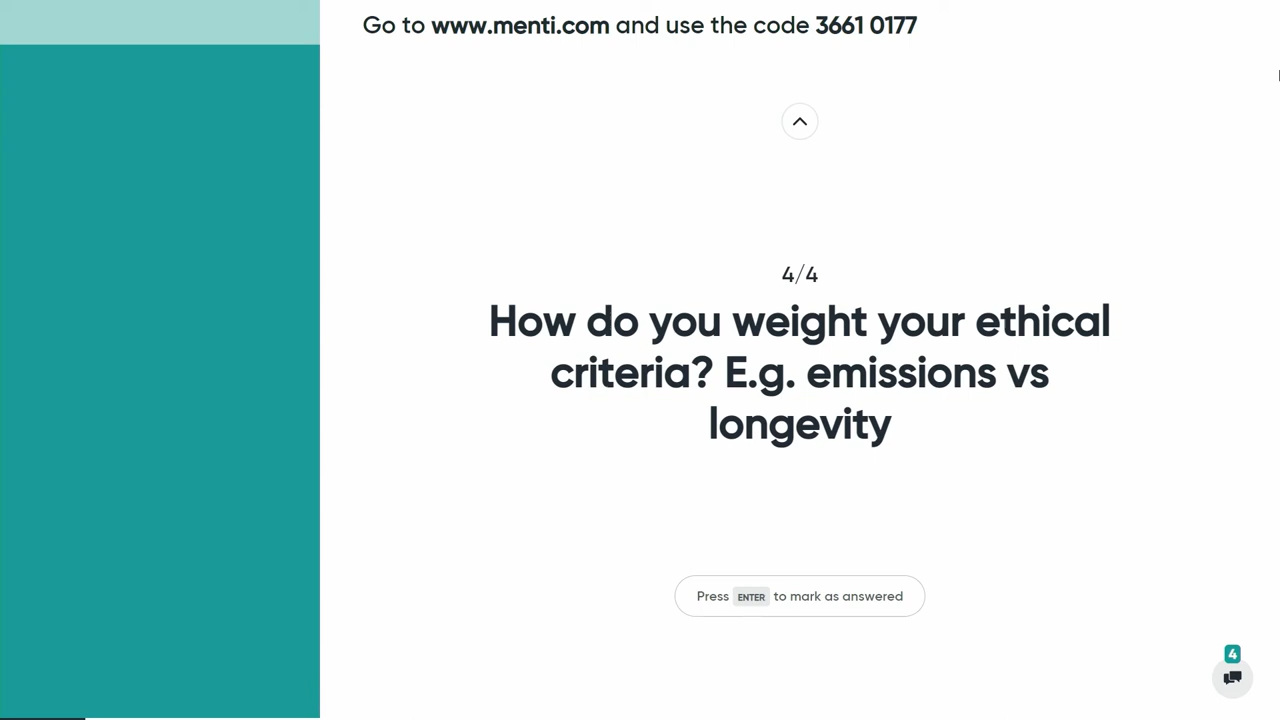 Go to www.menti.com and use the code 3661 0177
4/4
How do you weight your ethical
criteria? E.g. emissions vs
longevity
Press ENTER to mark as answered
4